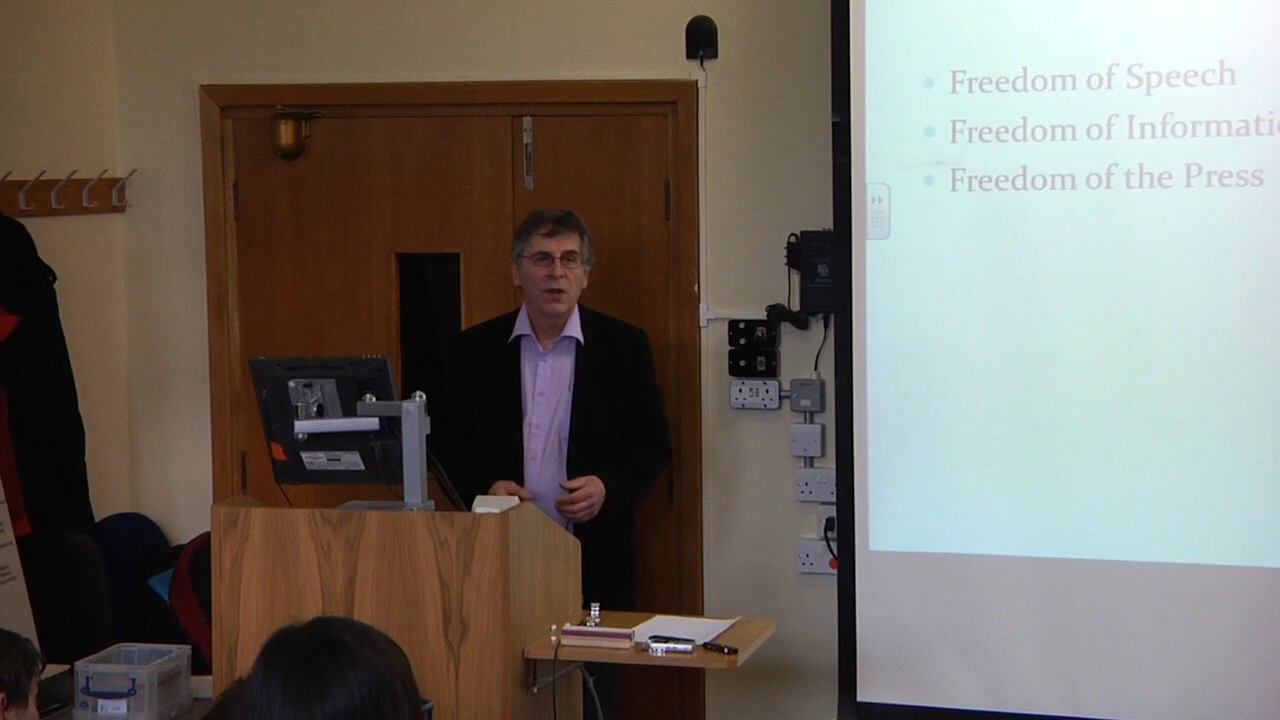 Freedom of Speech
Freedom of Informati
Freedom of the Press